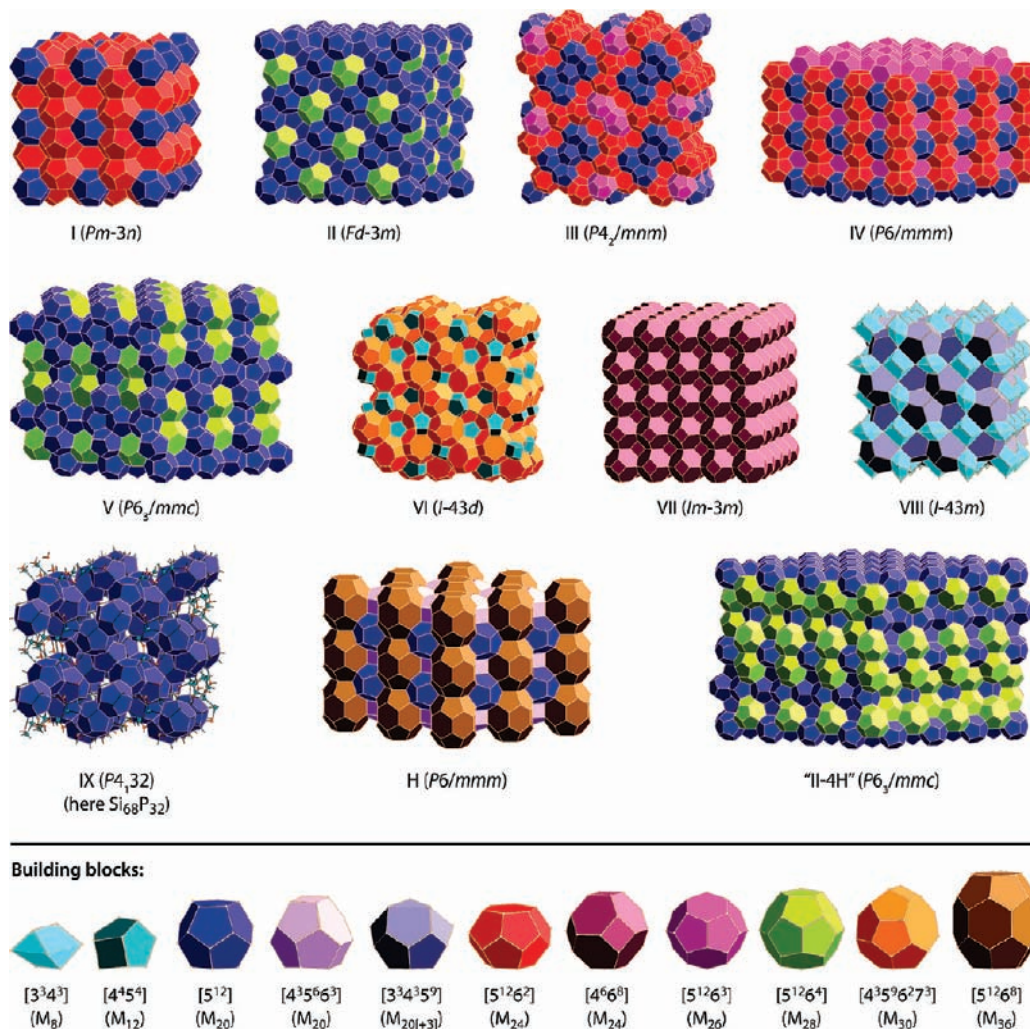 I (Pm-3n) II (Fd-3m) III (P4₂/mnm) IV (P6/mmm)
V (P6₃/mmc) VI (I-43d) VII (Im-3m) VIII (I-43m)
IX (P4₁32) H (P6/mmm) "II-4H" (P6₃/mmc)
(here Si₆₈P₃₂)
Building blocks:
[3³4³] [4⁴5⁴] [5¹²] [4³5⁶6³] [3³4³5⁹] [5¹²6²] [4⁶6⁸] [5¹²6³] [5¹²6⁴] [4³5⁹6²7³] [5¹²6⁸]
(M₈) (M₁₂) (M₂₀) (M₂₀) (M₂₀[₊₃]) (M₂₄) (M₂₄) (M₂₆) (M₂₈) (M₃₀) (M₃₆)